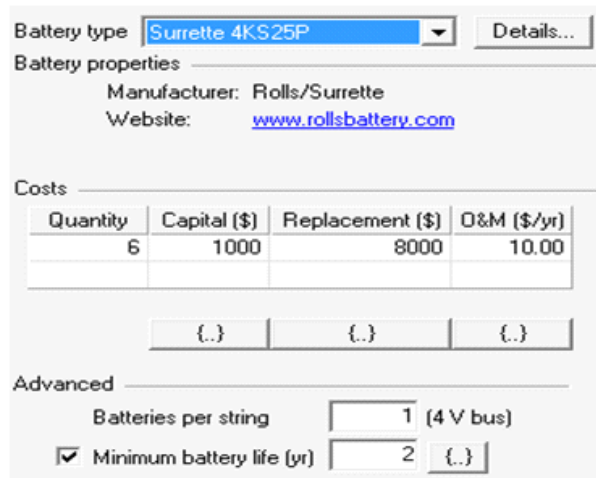 Battery type Surrette 4KS25P Details...
Battery properties
Manufacturer: Rolls/Surrette
Website: www.rollsbattery.com
Costs
Quantity Capital ($) Replacement ($) O&M ($/yr)
6 1000 8000 10.00
{..} {..} {..}
Advanced
Batteries per string 1 (4 V bus)
Minimum battery life (yr) 2 {..}